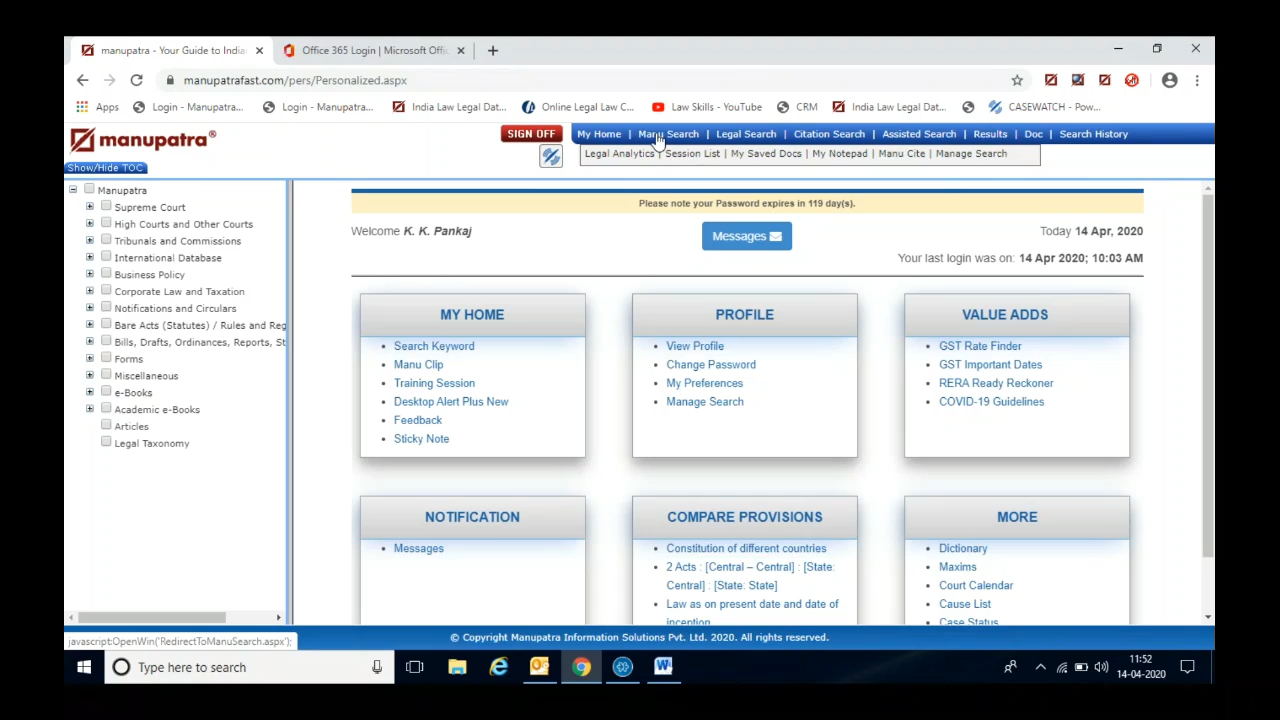 manupatra - Your Guide to India
Office 365 Login | Microsoft Offic
manupatrafast.com/pers/Personalized.aspx
Apps
Login - Manupatra...
Login - Manupatra...
India Law Legal Dat...
Online Legal Law C...
Law Skills - YouTube
CRM
India Law Legal Dat...
CASEWATCH - Pow...
manupatra®
SIGN OFF
My Home | Manu Search | Legal Search | Citation Search | Assisted Search | Results | Doc | Search History
Legal Analytics | Session List | My Saved Docs | My Notepad | Manu Cite | Manage Search
Show/Hide TOC
Manupatra
Supreme Court
High Courts and Other Courts
Tribunals and Commissions
International Database
Business Policy
Corporate Law and Taxation
Notifications and Circulars
Bare Acts (Statutes) / Rules and Reg
Bills, Drafts, Ordinances, Reports, St
Forms
Miscellaneous
e-Books
Academic e-Books
Articles
Legal Taxonomy
Please note your Password expires in 119 day(s).
Welcome K. K. Pankaj
Messages
Today 14 Apr, 2020
Your last login was on: 14 Apr 2020; 10:03 AM
MY HOME
Search Keyword
Manu Clip
Training Session
Desktop Alert Plus New
Feedback
Sticky Note
PROFILE
View Profile
Change Password
My Preferences
Manage Search
VALUE ADDS
GST Rate Finder
GST Important Dates
RERA Ready Reckoner
COVID-19 Guidelines
NOTIFICATION
Messages
COMPARE PROVISIONS
Constitution of different countries
2 Acts : [Central – Central] : [State:
Central] : [State: State]
Law as on present date and date of
inception
MORE
Dictionary
Maxims
Court Calendar
Cause List
Case Status
javascript:OpenWin('RedirectToManuSearch.aspx');
© Copyright Manupatra Information Solutions Pvt. Ltd. 2020. All rights reserved.
Type here to search
11:52
14-04-2020